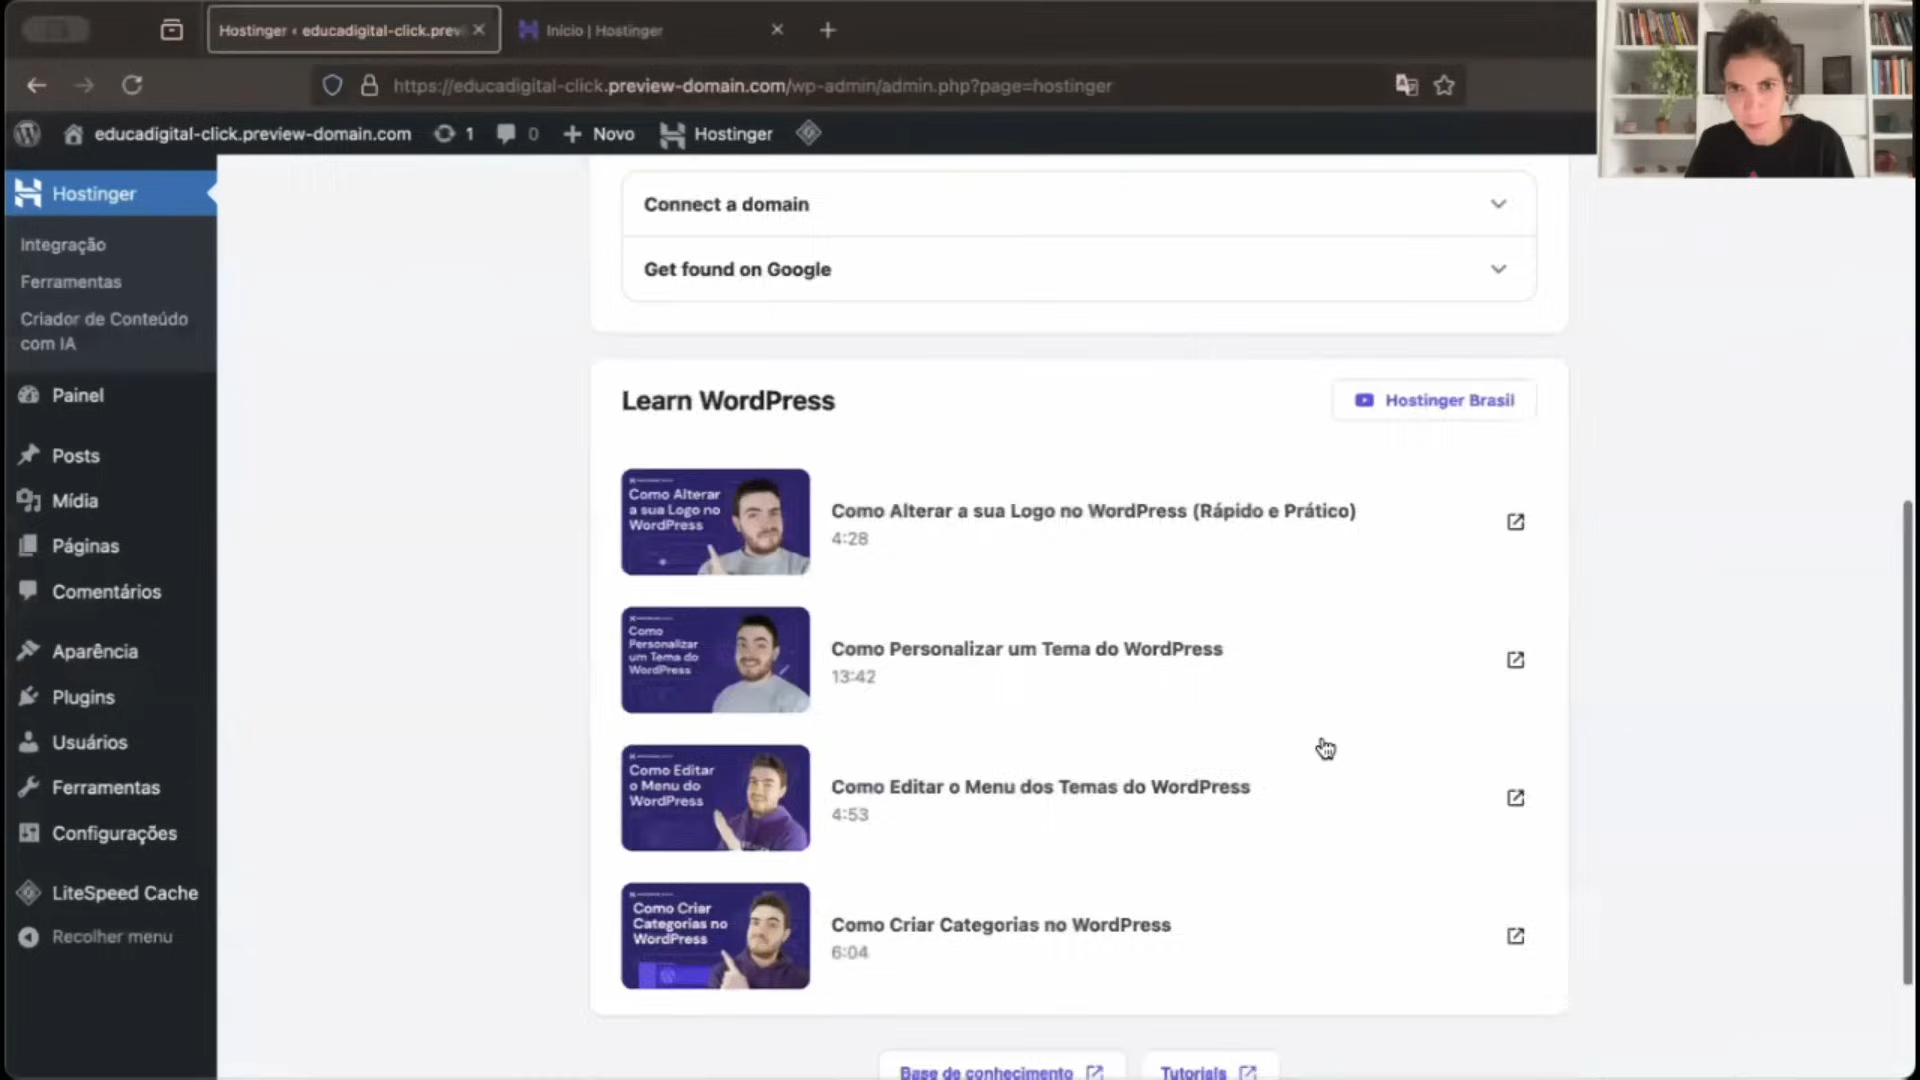 Hostinger ‹ educadigital-click.prev
Início | Hostinger
https://educadigital-click.preview-domain.com/wp-admin/admin.php?page=hostinger
educadigital-click.preview-domain.com
1
0
Novo
Hostinger
Hostinger
Integração
Ferramentas
Criador de Conteúdo
com IA
Painel
Posts
Mídia
Páginas
Comentários
Aparência
Plugins
Usuários
Ferramentas
Configurações
LiteSpeed Cache
Recolher menu
Connect a domain
Get found on Google
Learn WordPress
Hostinger Brasil
Como Alterar
a sua Logo no
WordPress
Como Alterar a sua Logo no WordPress (Rápido e Prático)
4:28
Como
Personalizar
um Tema do
WordPress
Como Personalizar um Tema do WordPress
13:42
Como Editar
o Menu do
WordPress
Como Editar o Menu dos Temas do WordPress
4:53
Como Criar
Categorias no
WordPress
Como Criar Categorias no WordPress
6:04
Base de conhecimento
Tutoriais